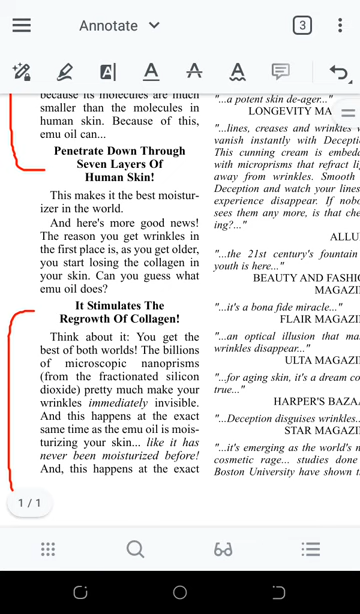 Annotate
3
because its molecules are much
smaller than the molecules in
human skin. Because of this,
emu oil can...
Penetrate Down Through
Seven Layers Of
Human Skin!
This makes it the best moistur-
izer in the world.
And here's more good news!
The reason you get wrinkles in
the first place is, as you get older,
you start losing the collagen in
your skin. Can you guess what
emu oil does?
It Stimulates The
Regrowth Of Collagen!
Think about it: You get the
best of both worlds! The billions
of microscopic nanoprisms
(from the fractionated silicon
dioxide) pretty much make your
wrinkles immediately invisible.
And this happens at the exact
same time as the emu oil is mois-
turizing your skin... like it has
never been moisturized before!
And, this happens at the exact
"...a potent skin de-ager..."
LONGEVITY MA
"...lines, creases and wrinkles w
vanish instantly with Decepti
This cunning cream is embed
with microprisms that refract li
away from wrinkles. Smooth
Deception and watch your lines
experience disappear. If nob
sees them any more, is that che
ing?..."
ALLU
"...the 21st century's fountain
youth is here..."
BEAUTY AND FASHI
MAGAZI
"...it's a bona fide miracle..."
FLAIR MAGAZI
"...an optical illusion that ma
wrinkles disappear..."
ULTA MAGAZI
"...for aging skin, it's a dream co
true..."
HARPER'S BAZA
"...Deception disguises wrinkles..
STAR MAGAZI
"...it's emerging as the world's n
cosmetic rage... studies done
Boston University have shown t
1 / 1